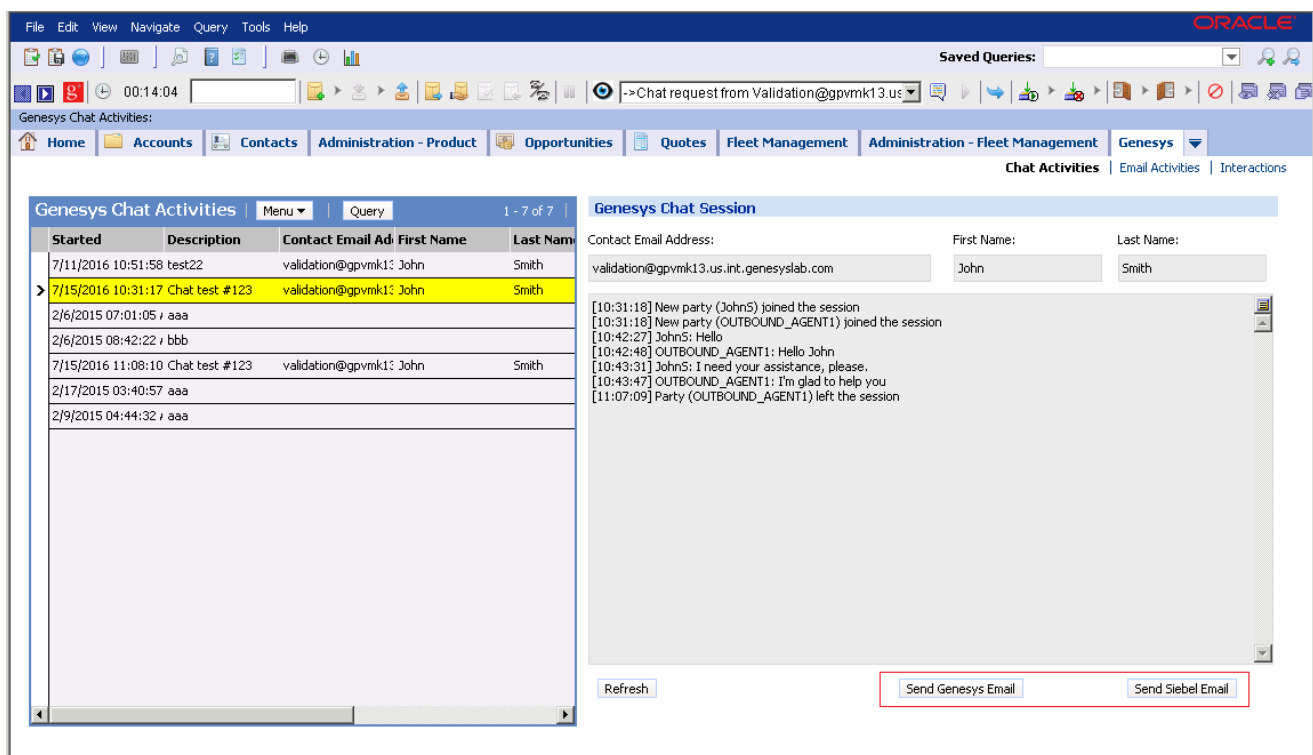 File Edit View Navigate Query Tools Help
ORACLE
Saved Queries:
00:14:04
->Chat request from Validation@gpvmk13.us
Genesys Chat Activities:
Home Accounts Contacts Administration - Product Opportunities Quotes Fleet Management Administration - Fleet Management Genesys
Chat Activities | Email Activities | Interactions
Genesys Chat Activities | Menu | Query 1 - 7 of 7 |
Started Description Contact Email Ad First Name Last Nam
7/11/2016 10:51:58 test22 validation@gpvmk13 John Smith
7/15/2016 10:31:17 Chat test #123 validation@gpvmk13 John Smith
2/6/2015 07:01:05 aaa
2/6/2015 08:42:22 bbb
7/15/2016 11:08:10 Chat test #123 validation@gpvmk13 John Smith
2/17/2015 03:40:57 aaa
2/9/2015 04:44:32 aaa
Genesys Chat Session
Contact Email Address: First Name: Last Name:
validation@gpvmk13.us.int.genesyslab.com John Smith
[10:31:18] New party (JohnS) joined the session
[10:31:18] New party (OUTBOUND_AGENT1) joined the session
[10:42:27] JohnS: Hello
[10:42:48] OUTBOUND_AGENT1: Hello John
[10:43:31] JohnS: I need your assistance, please.
[10:43:47] OUTBOUND_AGENT1: I'm glad to help you
[11:07:09] Party (OUTBOUND_AGENT1) left the session
Refresh Send Genesys Email Send Siebel Email